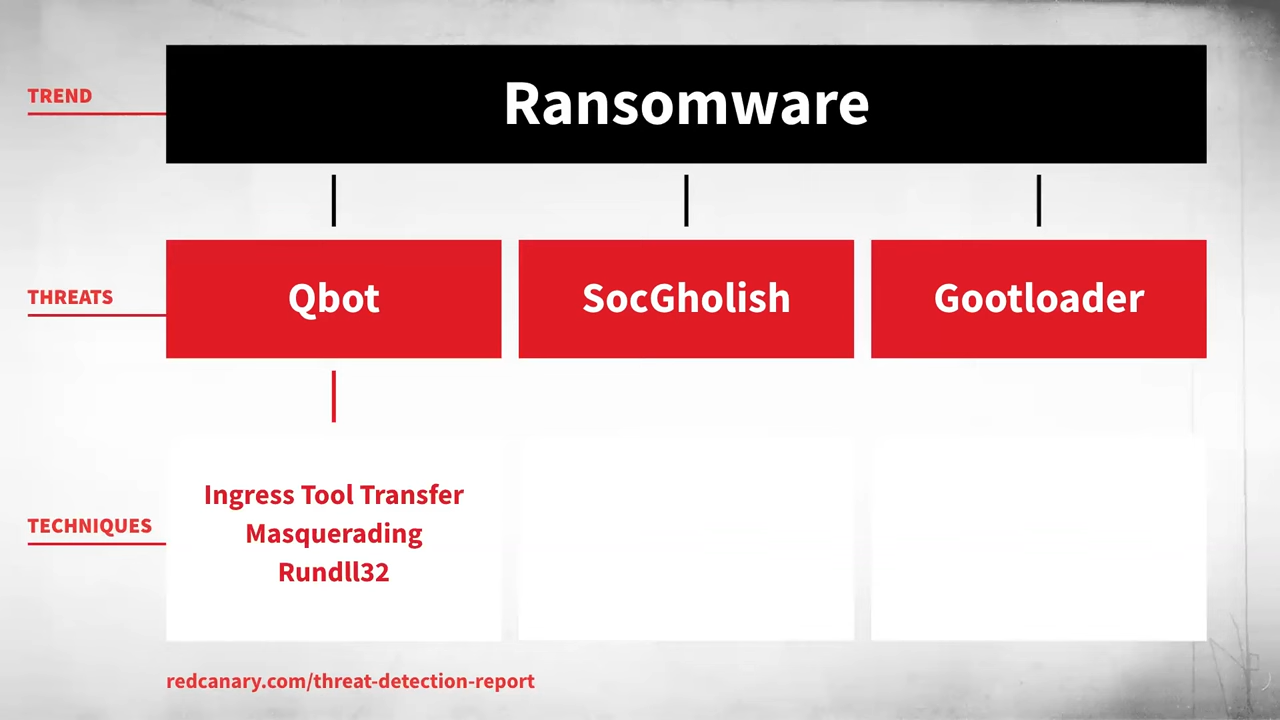 TREND
Ransomware
THREATS
Qbot
SocGholish
Gootloader
TECHNIQUES
Ingress Tool Transfer
Masquerading
Rundll32
redcanary.com/threat-detection-report